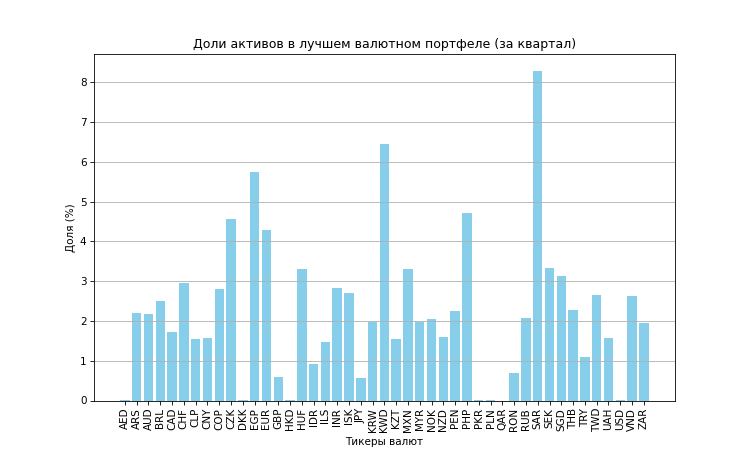 Доли активов в лучшем валютном портфеле (за квартал)
Доля (%)
8
7
6
5
4
3
2
1
0
AED ARS AUD BRL CAD CHF CLP CNY COP CZK DKK EGP EUR GBP HKD HUF IDR ILS INR ISK JPY KRW KWD KZT MXN MYR NOK NZD PEN PHP PKR PLN QAR RON RUB SAR SEK SGD THB TRY TWD UAH USD VND ZAR
Тикеры валют